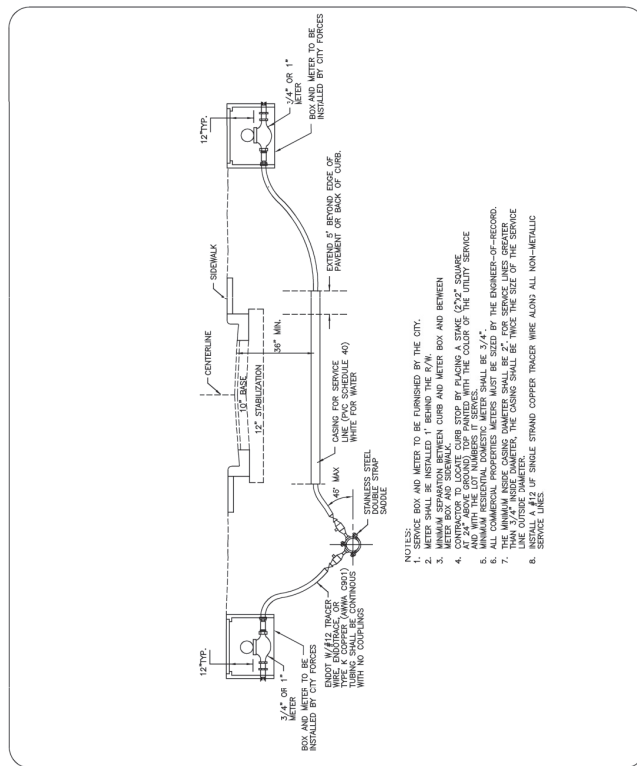 12"TYP.
3/4" OR 1"
METER
BOX AND METER TO BE
INSTALLED BY CITY FORCES
ENDOT W/#12 TRACER
WIRE, ENDOTRACE, OR
TYPE K COPPER (AWWA C901)
TUBING SHALL BE CONTINOUS
WITH NO COUPLINGS
CENTERLINE
SIDEWALK
10" BASE
12" STABILIZATION
36" MIN.
45° MAX
STAINLESS STEEL
DOUBLE STRAP
SADDLE
CASING FOR SERVICE
LINE (PVC SCHEDULE 40)
WHITE FOR WATER
EXTEND 5' BEYOND EDGE OF
PAVEMENT OR BACK OF CURB.
12"TYP.
3/4" OR 1"
METER
BOX AND METER TO BE
INSTALLED BY CITY FORCES
NOTES:
1. SERVICE BOX AND METER TO BE FURNISHED BY THE CITY.
2. METER SHALL BE INSTALLED 1' BEHIND THE R/W.
3. MINIMUM SEPARATION BETWEEN CURB AND METER BOX AND BETWEEN
METER BOX AND SIDEWALK.
4. CONTRACTOR TO LOCATE CURB STOP BY PLACING A STAKE (2"X2" SQUARE
AT 24" ABOVE GROUND) TOP PAINTED WITH THE COLOR OF THE UTILITY SERVICE
AND WITH THE LOT NUMBERS IT SERVES.
5. MINIMUM RESIDENTIAL DOMESTIC METER SHALL BE 3/4".
6. ALL COMMERCIAL PROPERTIES METERS MUST BE SIZED BY THE ENGINEER-OF-RECORD.
7. THE MINIMUM INSIDE CASING DIAMETER SHALL BE 2". FOR SERVICE LINES GREATER
THAN 3/4" INSIDE DIAMETER, THE CASING SHALL BE TWICE THE SIZE OF THE SERVICE
LINE OUTSIDE DIAMETER.
8. INSTALL A #12 UF SINGLE STRAND COPPER TRACER WIRE ALONG ALL NON-METALLIC
SERVICE LINES.